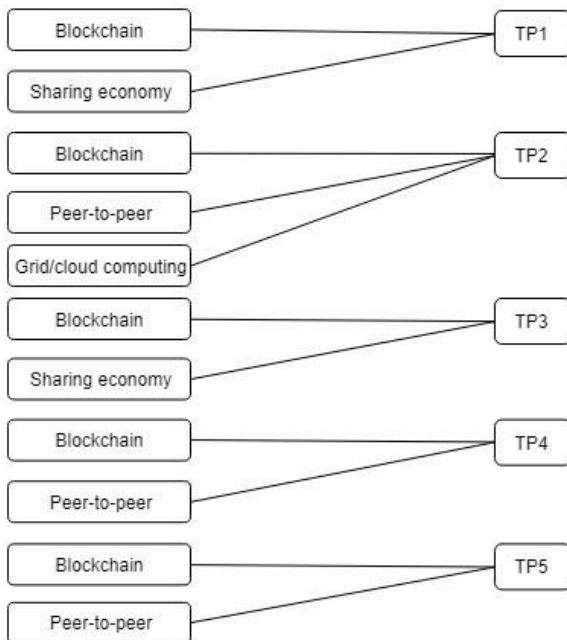 Blockchain
TP1
Sharing economy
Blockchain
TP2
Peer-to-peer
Grid/cloud computing
Blockchain
TP3
Sharing economy
Blockchain
TP4
Peer-to-peer
Blockchain
TP5
Peer-to-peer